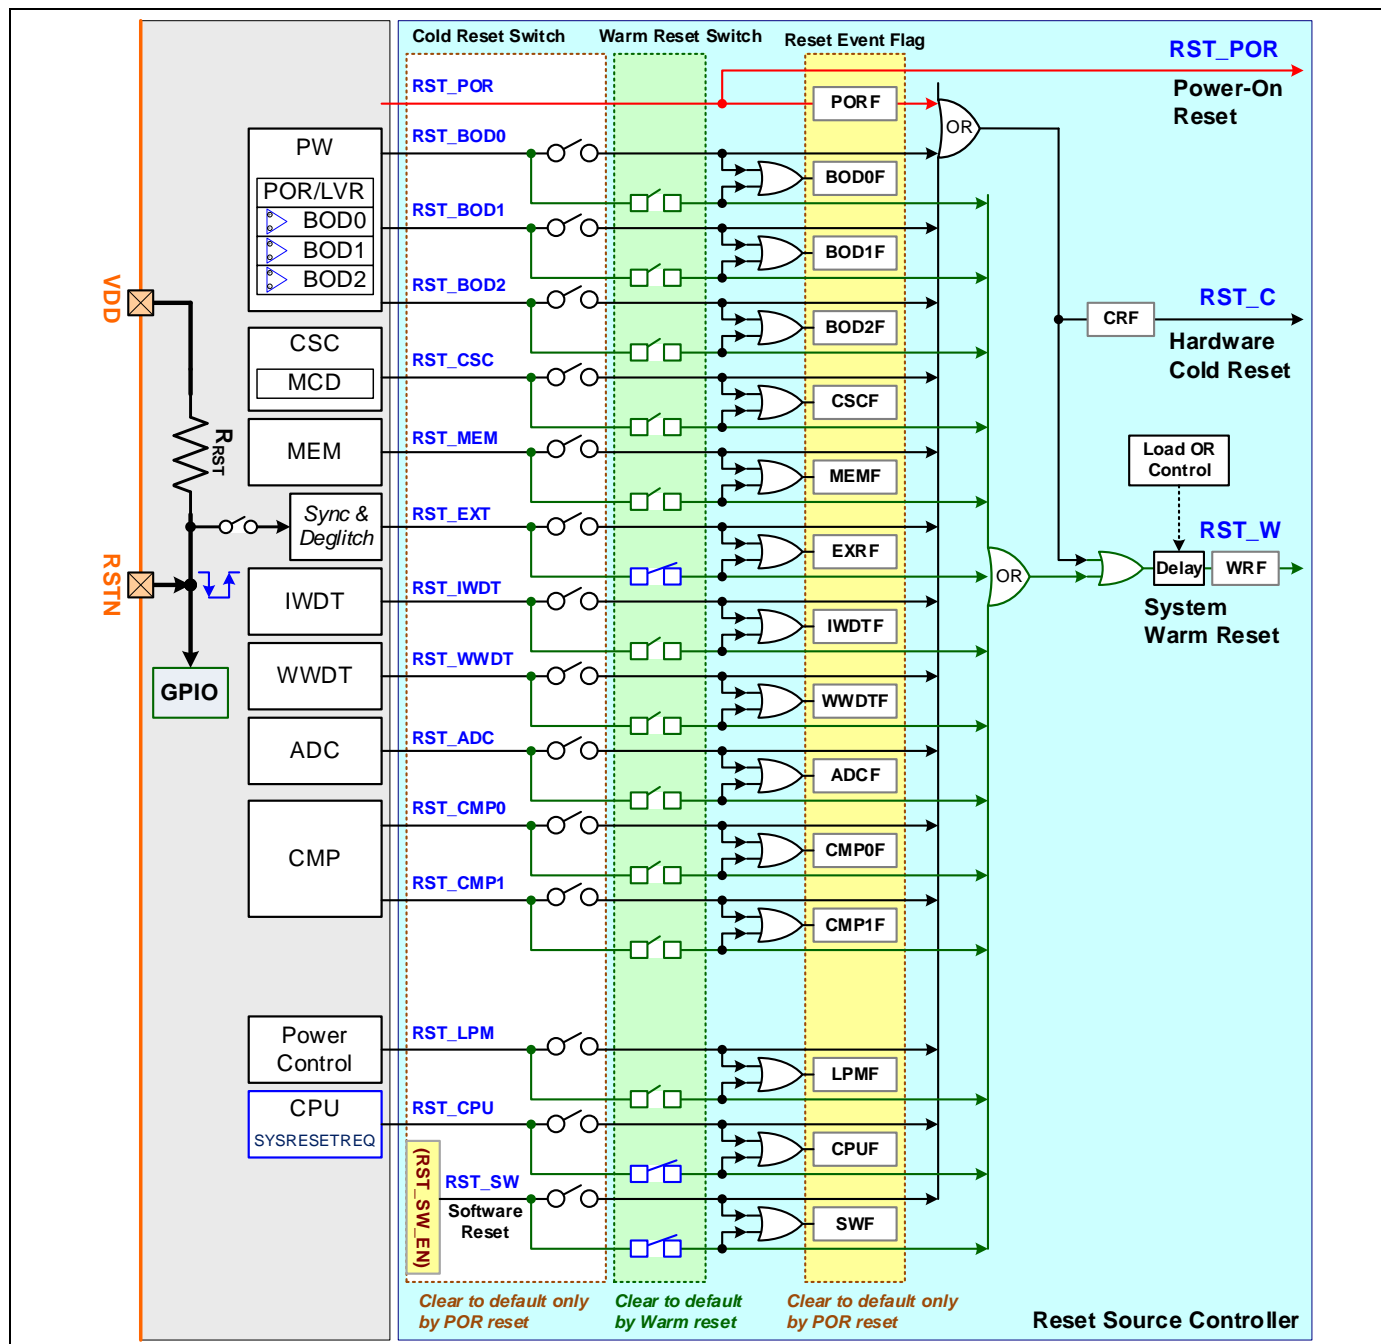 Cold Reset Switch
Warm Reset Switch
Reset Event Flag
RST_POR
Power-On
Reset
RST_POR
PORF
OR
PW
POR/LVR
BOD0
BOD1
BOD2
RST_BOD0
BOD0F
RST_BOD1
BOD1F
RST_BOD2
BOD2F
VDD
CSC
MCD
RST_CSC
CSCF
CRF
RST_C
Hardware
Cold Reset
RRST
MEM
RST_MEM
MEMF
Load OR
Control
Sync &
Deglitch
RST_EXT
EXRF
RST_W
RSTN
OR
Delay
WRF
System
Warm Reset
IWDT
RST_IWDT
IWDTF
GPIO
WWDT
RST_WWDT
WWDTF
ADC
RST_ADC
ADCF
CMP
RST_CMP0
CMP0F
RST_CMP1
CMP1F
Power
Control
RST_LPM
LPMF
CPU
SYSRESETREQ
RST_CPU
CPUF
(RST_SW_EN)
RST_SW
Software
Reset
SWF
Clear to default only
by POR reset
Clear to default
by Warm reset
Clear to default only
by POR reset
Reset Source Controller